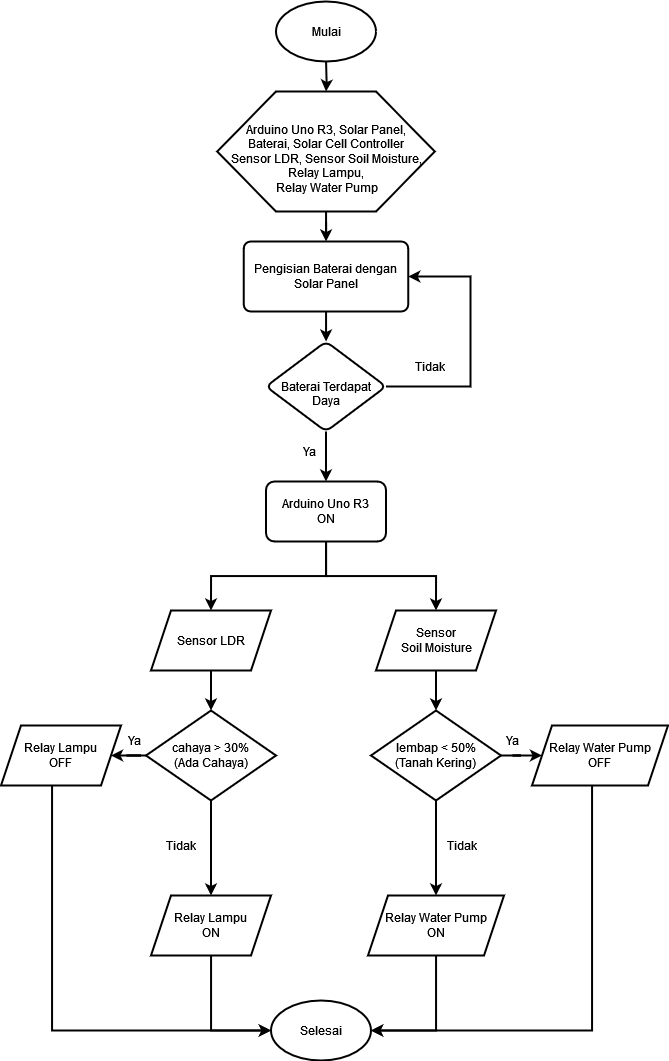 Mulai
Arduino Uno R3, Solar Panel,
Baterai, Solar Cell Controller
Sensor LDR, Sensor Soil Moisture,
Relay Lampu,
Relay Water Pump
Pengisian Baterai dengan
Solar Panel
Tidak
Baterai Terdapat
Daya
Ya
Arduino Uno R3
ON
Sensor LDR
Sensor
Soil Moisture
Relay Lampu
OFF
Ya
cahaya > 30%
(Ada Cahaya)
lembap < 50%
(Tanah Kering)
Ya
Relay Water Pump
OFF
Tidak
Tidak
Relay Lampu
ON
Relay Water Pump
ON
Selesai